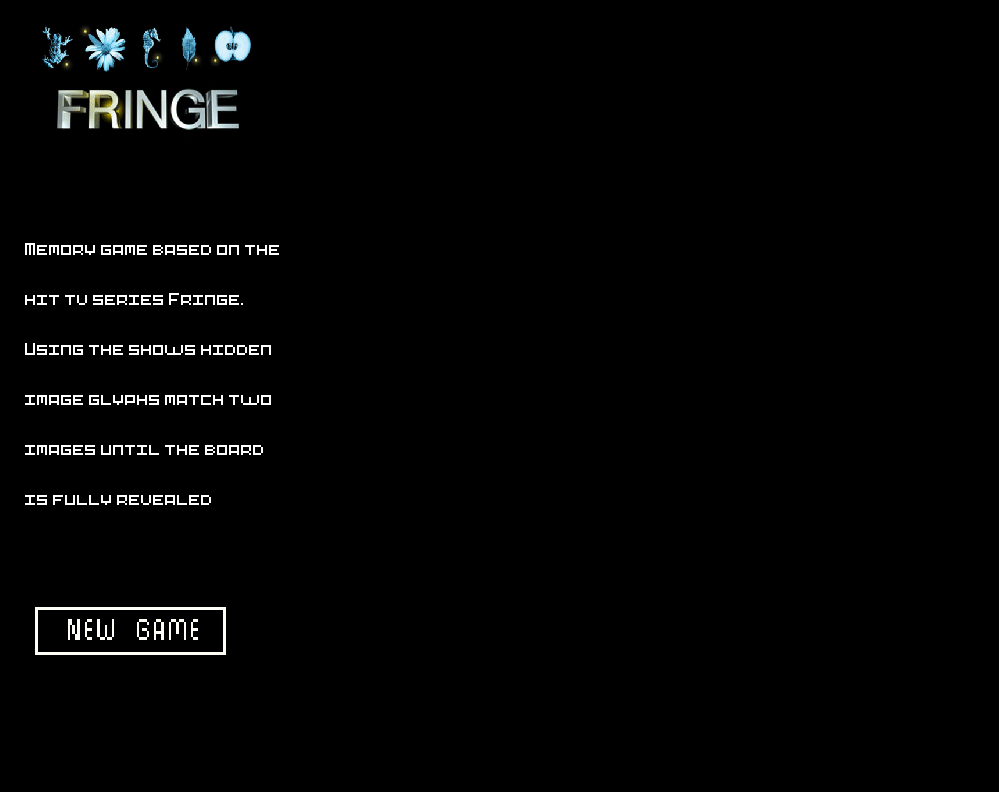 FRINGE
Memory game based on the
hit tv series Fringe.
Using the shows hidden
image glyphs match two
images until the board
is fully revealed
NEW GAME